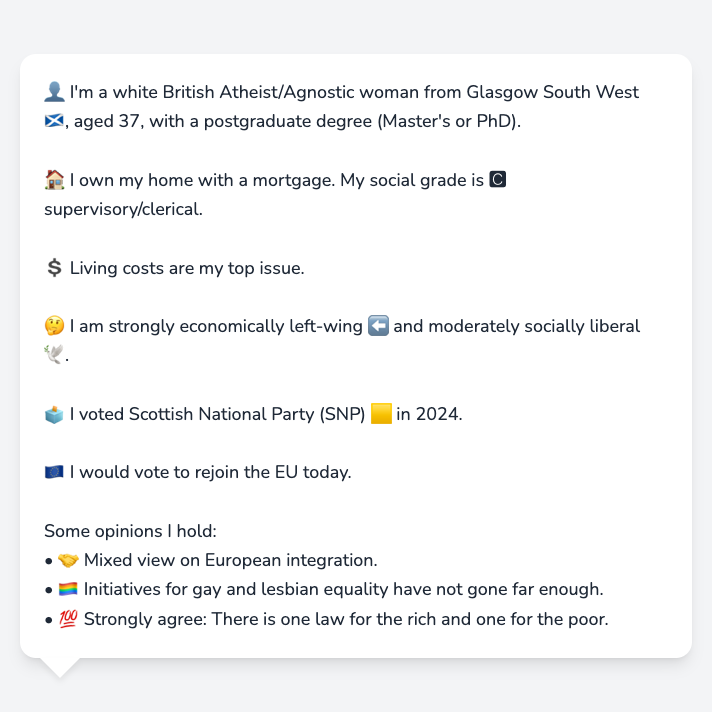 👤 I'm a white British Atheist/Agnostic woman from Glasgow South West
🏴󠁧󠁢󠁳󠁣󠁴󠁿, aged 37, with a postgraduate degree (Master's or PhD).
🏠 I own my home with a mortgage. My social grade is C
supervisory/clerical.
💲 Living costs are my top issue.
🤔 I am strongly economically left-wing ⬅️ and moderately socially liberal
🕊️.
🗳️ I voted Scottish National Party (SNP) 🟨 in 2024.
🇪🇺 I would vote to rejoin the EU today.
Some opinions I hold:
• 🤝 Mixed view on European integration.
• 🏳️‍🌈 Initiatives for gay and lesbian equality have not gone far enough.
• 💯 Strongly agree: There is one law for the rich and one for the poor.